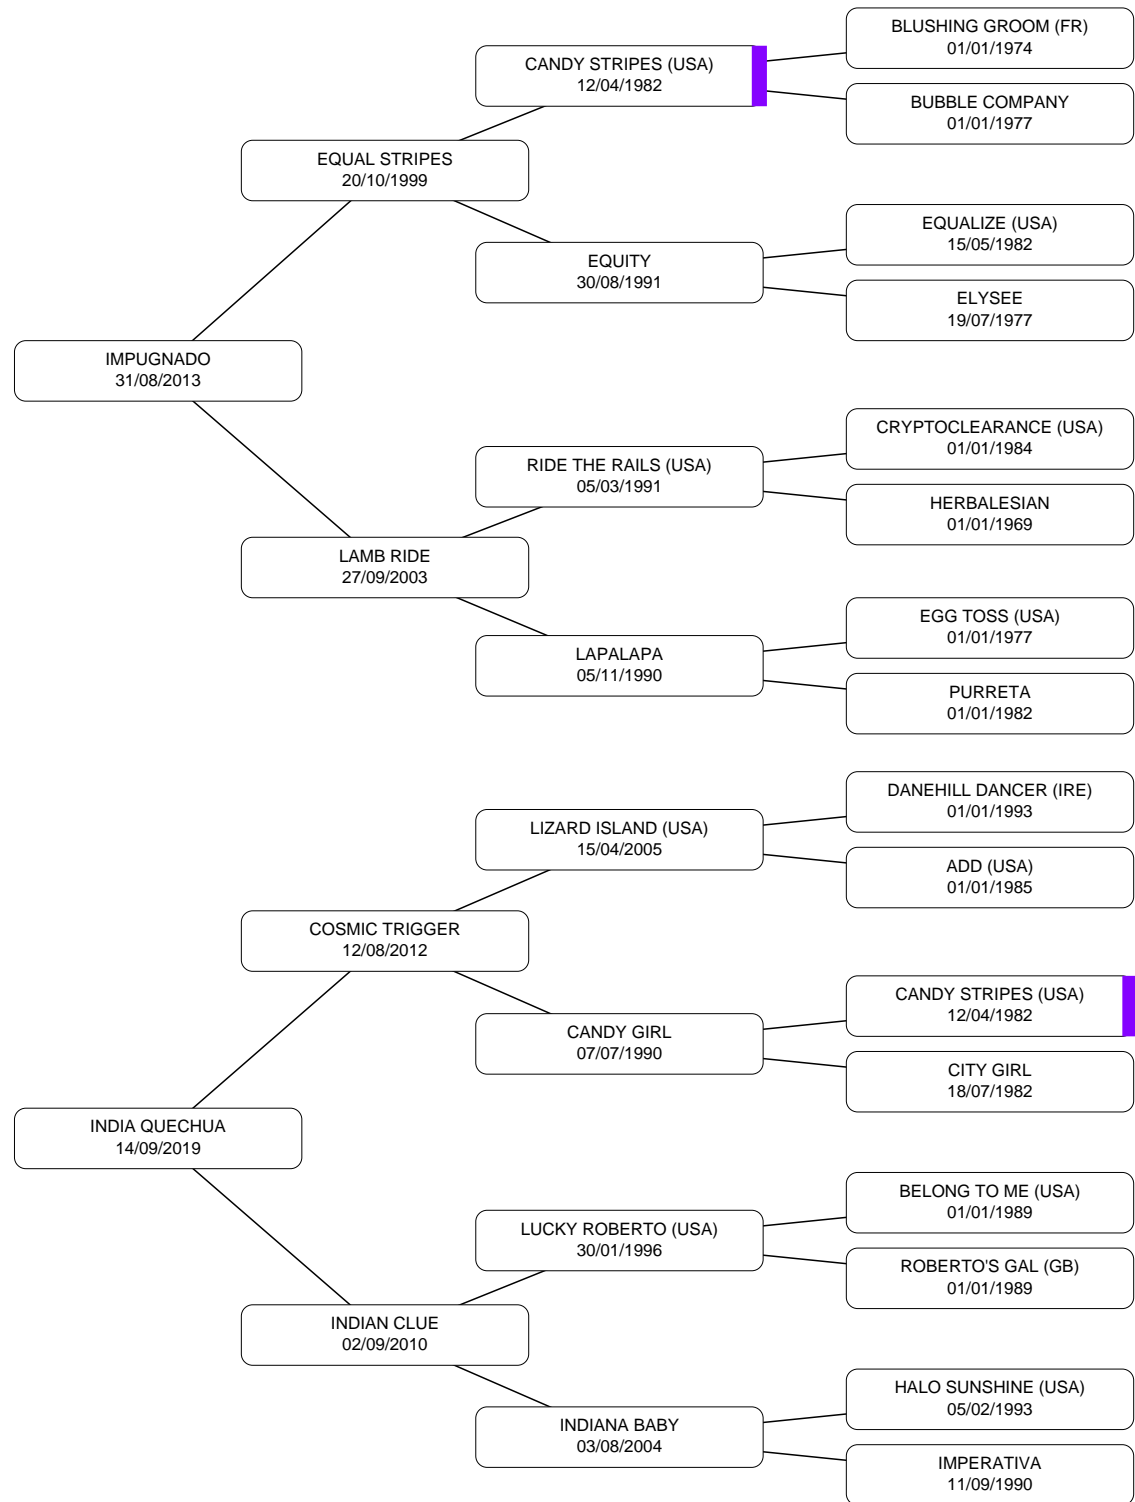 BLUSHING GROOM (FR)
01/01/1974
CANDY STRIPES (USA)
12/04/1982
BUBBLE COMPANY
01/01/1977
EQUAL STRIPES
20/10/1999
EQUALIZE (USA)
15/05/1982
EQUITY
30/08/1991
ELYSEE
19/07/1977
IMPUGNADO
31/08/2013
CRYPTOCLEARANCE (USA)
01/01/1984
RIDE THE RAILS (USA)
05/03/1991
HERBALESIAN
01/01/1969
LAMB RIDE
27/09/2003
EGG TOSS (USA)
01/01/1977
LAPALAPA
05/11/1990
PURRETA
01/01/1982
DANEHILL DANCER (IRE)
01/01/1993
LIZARD ISLAND (USA)
15/04/2005
ADD (USA)
01/01/1985
COSMIC TRIGGER
12/08/2012
CANDY STRIPES (USA)
12/04/1982
CANDY GIRL
07/07/1990
CITY GIRL
18/07/1982
INDIA QUECHUA
14/09/2019
BELONG TO ME (USA)
01/01/1989
LUCKY ROBERTO (USA)
30/01/1996
ROBERTO'S GAL (GB)
01/01/1989
INDIAN CLUE
02/09/2010
HALO SUNSHINE (USA)
05/02/1993
INDIANA BABY
03/08/2004
IMPERATIVA
11/09/1990